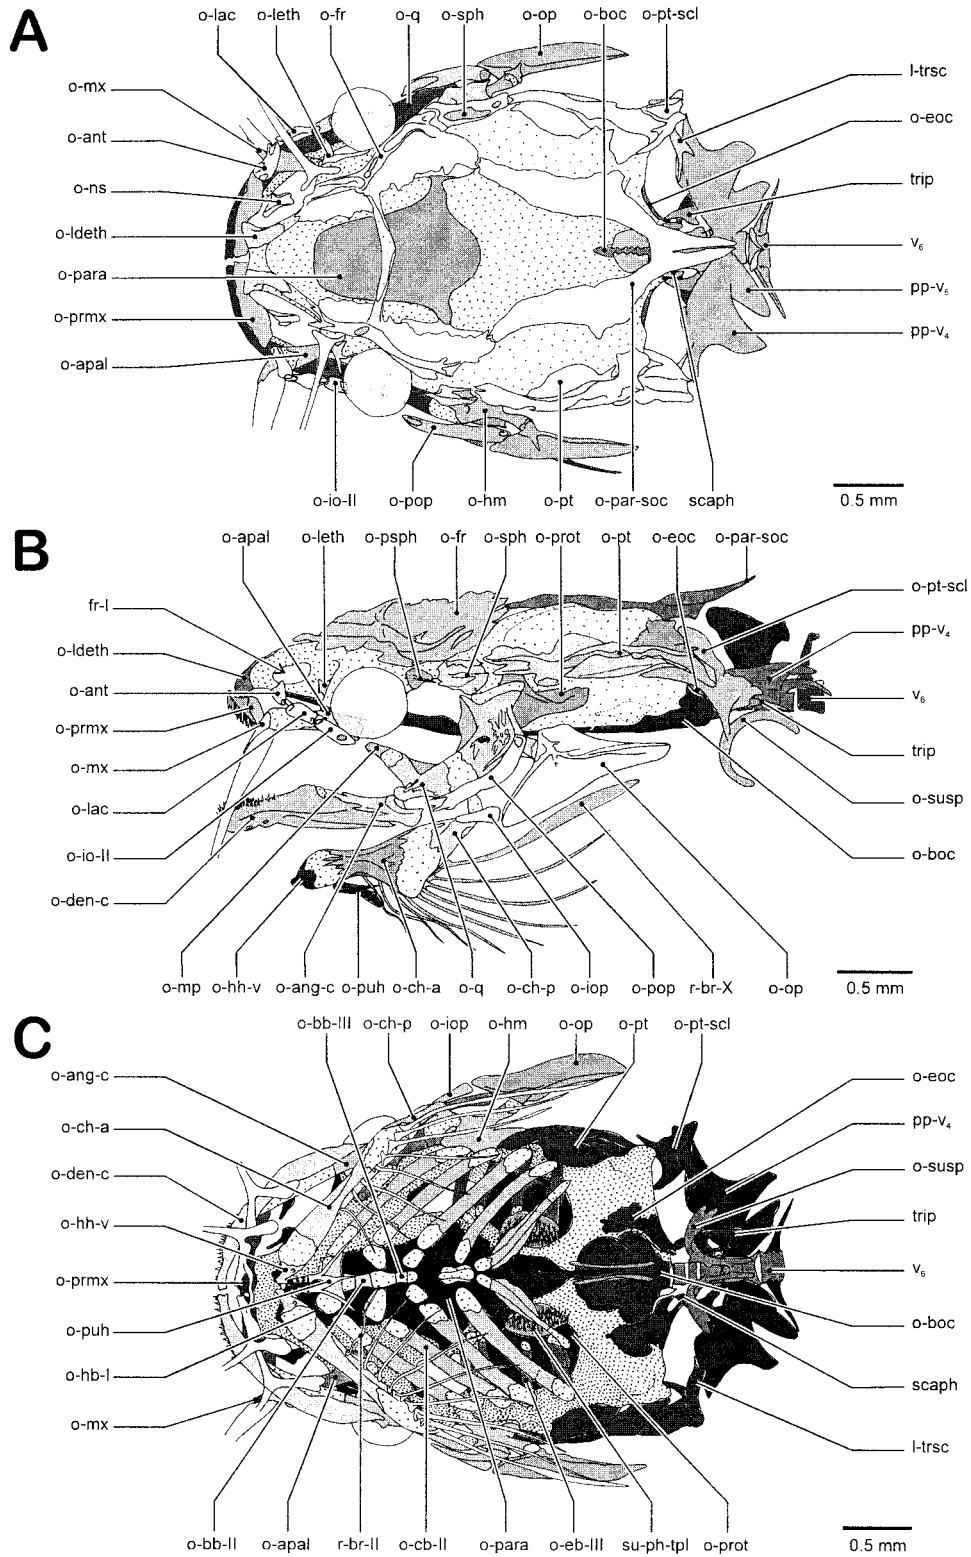 A
o-lac o-leth o-fr o-q o-sph o-op o-boc o-pt-scl
o-mx
o-ant
o-ns
o-ldeth
o-para
o-prmx
o-apal
l-trsc
o-eoc
trip
v₆
pp-v₅
pp-v₄
o-io-II o-pop o-hm o-pt o-par-soc scaph
0.5 mm
B
o-apal o-leth o-psph o-fr o-sph o-prot o-pt o-eoc o-par-soc
fr-l
o-ldeth
o-ant
o-prmx
o-mx
o-lac
o-io-II
o-den-c
o-pt-scl
pp-v₄
v₆
trip
o-susp
o-boc
o-mp o-hh-v o-ang-c o-puh o-ch-a o-q o-ch-p o-iop o-pop r-br-X o-op
0.5 mm
C
o-bb-III o-ch-p o-iop o-hm o-op o-pt o-pt-scl
o-ang-c
o-ch-a
o-den-c
o-hh-v
o-prmx
o-puh
o-hb-I
o-mx
o-eoc
pp-v₄
o-susp
trip
v₆
o-boc
scaph
l-trsc
o-bb-II o-apal r-br-II o-cb-II o-para o-eb-III su-ph-tpl o-prot
0.5 mm